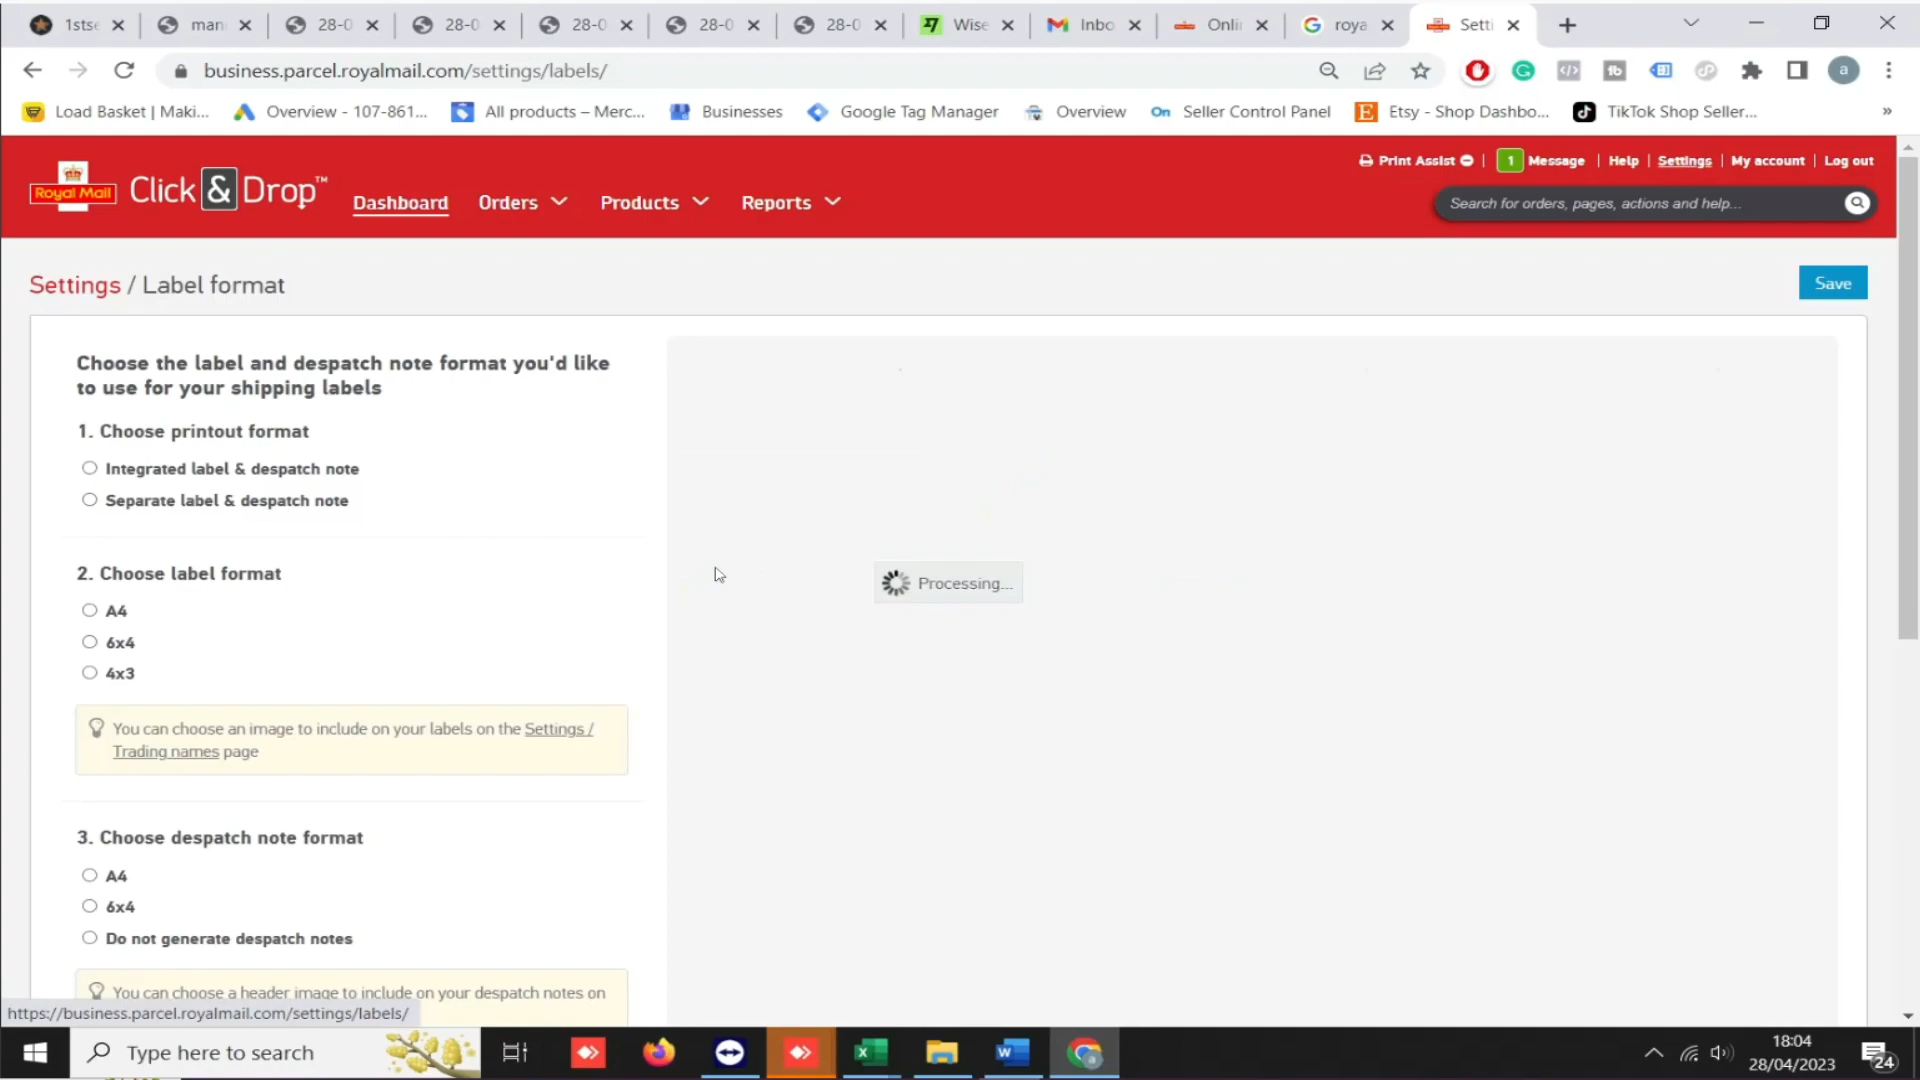 1sts
man
28-0
28-0
28-0
28-0
28-0
Wise
Inbo
Onli
roya
Setti
business.parcel.royalmail.com/settings/labels/
Load Basket | Maki...
Overview - 107-861...
All products – Merc...
Businesses
Google Tag Manager
Overview
On Seller Control Panel
Etsy - Shop Dashbo...
TikTok Shop Seller...
»
Print Assist
1 Message
Help
Settings
My account
Log out
Royal Mail
Click & Drop™
Dashboard
Orders
Products
Reports
Search for orders, pages, actions and help...
Settings / Label format
Save
Choose the label and despatch note format you'd like
to use for your shipping labels
1. Choose printout format
Integrated label & despatch note
Separate label & despatch note
2. Choose label format
A4
6x4
4x3
You can choose an image to include on your labels on the Settings /
Trading names page
Processing...
3. Choose despatch note format
A4
6x4
Do not generate despatch notes
You can choose a header image to include on your despatch notes on
https://business.parcel.royalmail.com/settings/labels/
Type here to search
18:04
28/04/2023
24